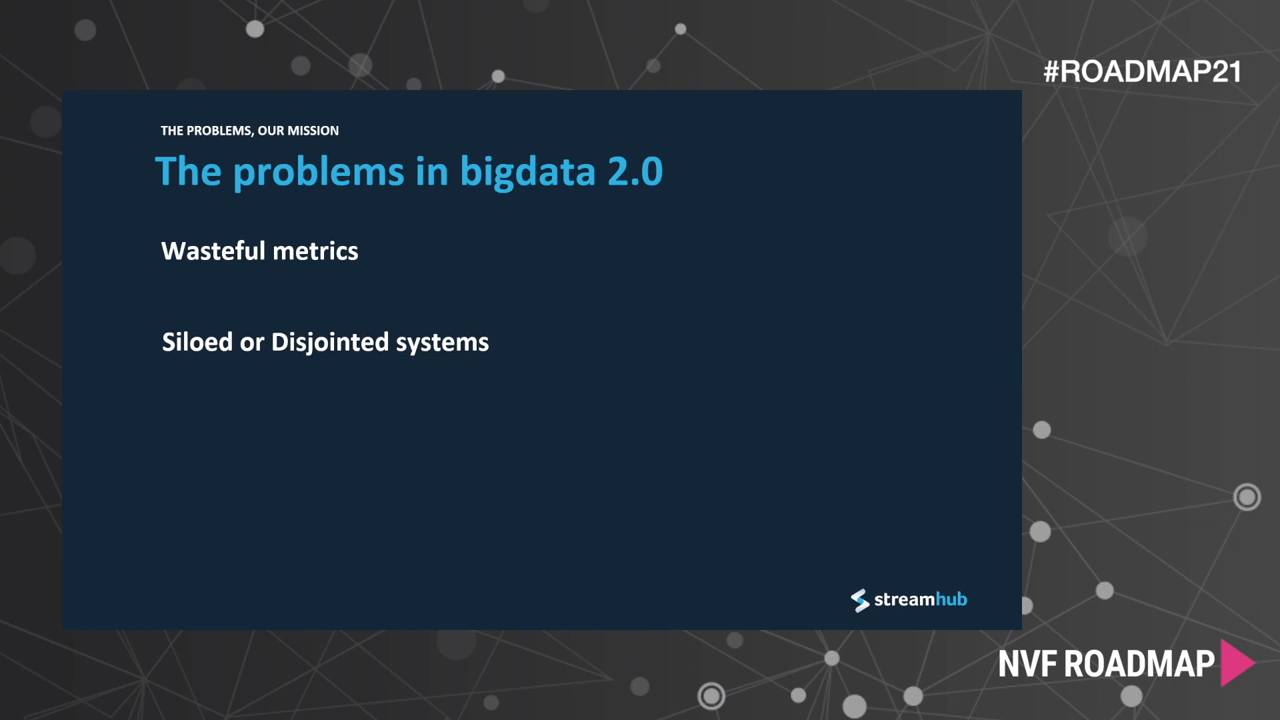 #ROADMAP21
THE PROBLEMS, OUR MISSION
The problems in bigdata 2.0
Wasteful metrics
Siloed or Disjointed systems
streamhub
NVF ROADMAP